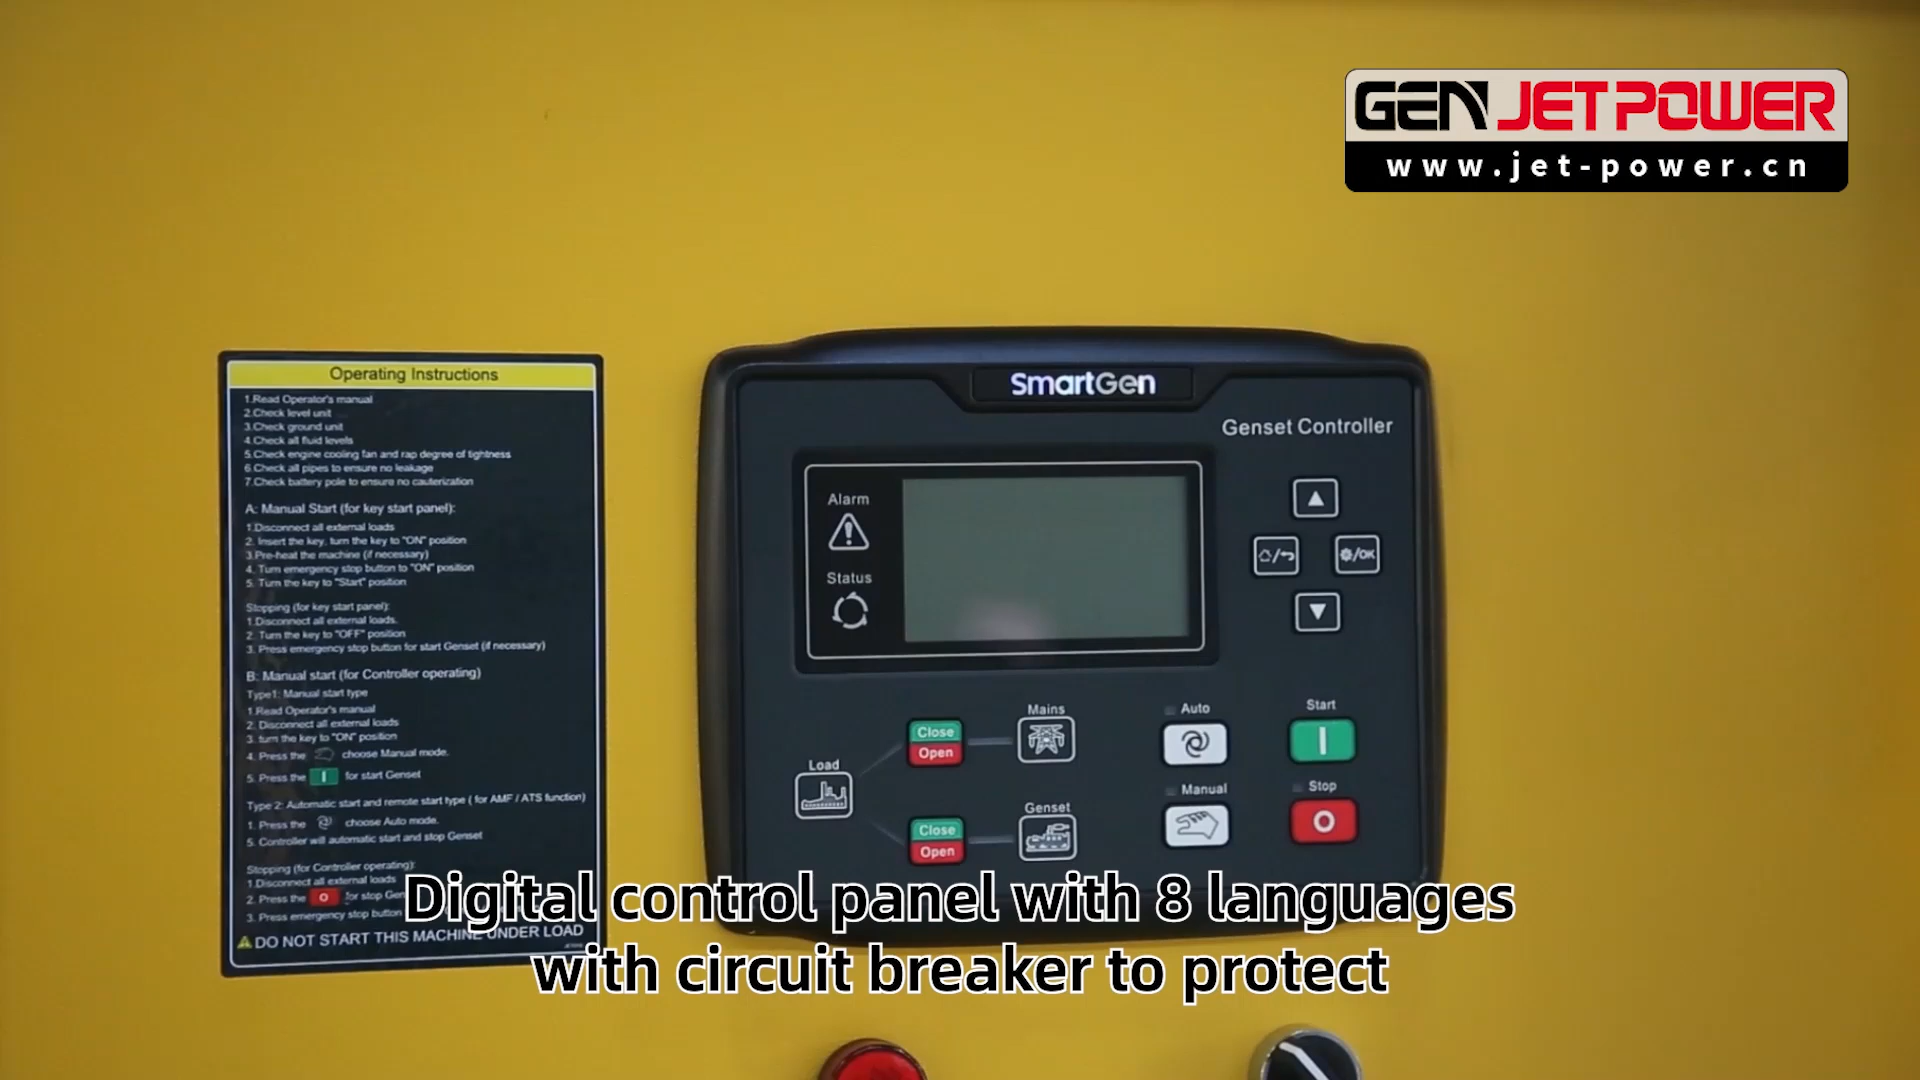 GEN JET POWER
www.jet-power.cn
Operating Instructions
1.Read Operator's manual
2.Check level unit
3.Check ground unit
4.Check all fluid levels
5.Check engine cooling fan and rap degree of tightness
6.Check all pipes to ensure no leakage
7.Check battery pole to ensure no cauterization
A: Manual Start (for key start panel):
1.Disconnect all external loads
2. Insert the key, turn the key to "ON" position
3.Pre-heat the machine (if necessary)
4. Turn emergency stop button to "ON" position
5. Turn the key to "Start" position
Stopping (for key start panel):
1.Disconnect all external loads.
2. Turn the key to "OFF" position
3. Press emergency stop button for start Genset (if necessary)
B: Manual start (for Controller operating)
Type1: Manual start type
1.Read Operator's manual
2. Disconnect all external loads
3. turn the key to "ON" position
4. Press the choose Manual mode.
5. Press the I for start Genset
Type 2: Automatic start and remote start type ( for AMF / ATS function)
1. Press the choose Auto mode.
5. Controller will automatic start and stop Genset
Stopping (for Controller operating):
1.Disconnect all external loads
2. Press the O for stop Gen
3. Press emergency stop button
DO NOT START THIS MACHINE UNDER LOAD
SmartGen
Genset Controller
Alarm
Status
/OK
Mains
Close
Open
Load
Genset
Close
Open
Auto
Start
I
Manual
Stop
O
Digital control panel with 8 languages
with circuit breaker to protect